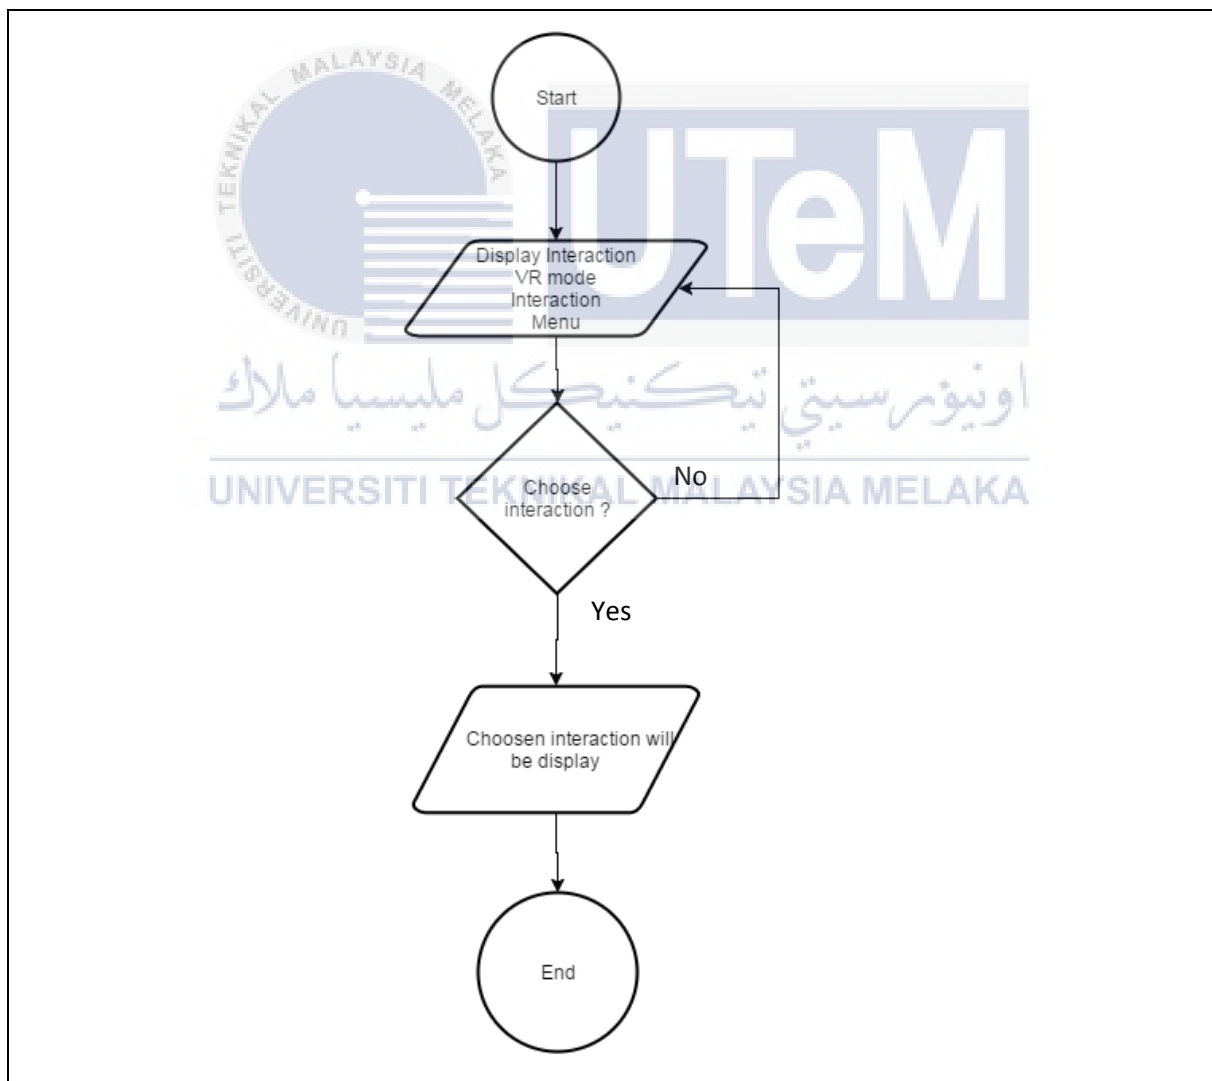 UNIVERSITI TEKNIKAL MALAYSIA MELAKA
UTeM
Start
Display Interaction
VR mode
Interaction
Menu
اونيۏرسيتي تيكنيكل مليسيا ملاك
UNIVERSITI TEKNIKAL MALAYSIA MELAKA
Choose
interaction ?
No
Yes
Choosen interaction will
be display
End